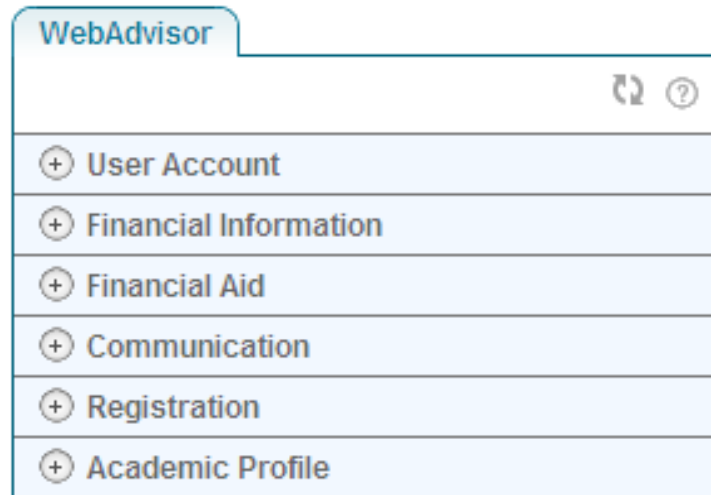 WebAdvisor
User Account
Financial Information
Financial Aid
Communication
Registration
Academic Profile